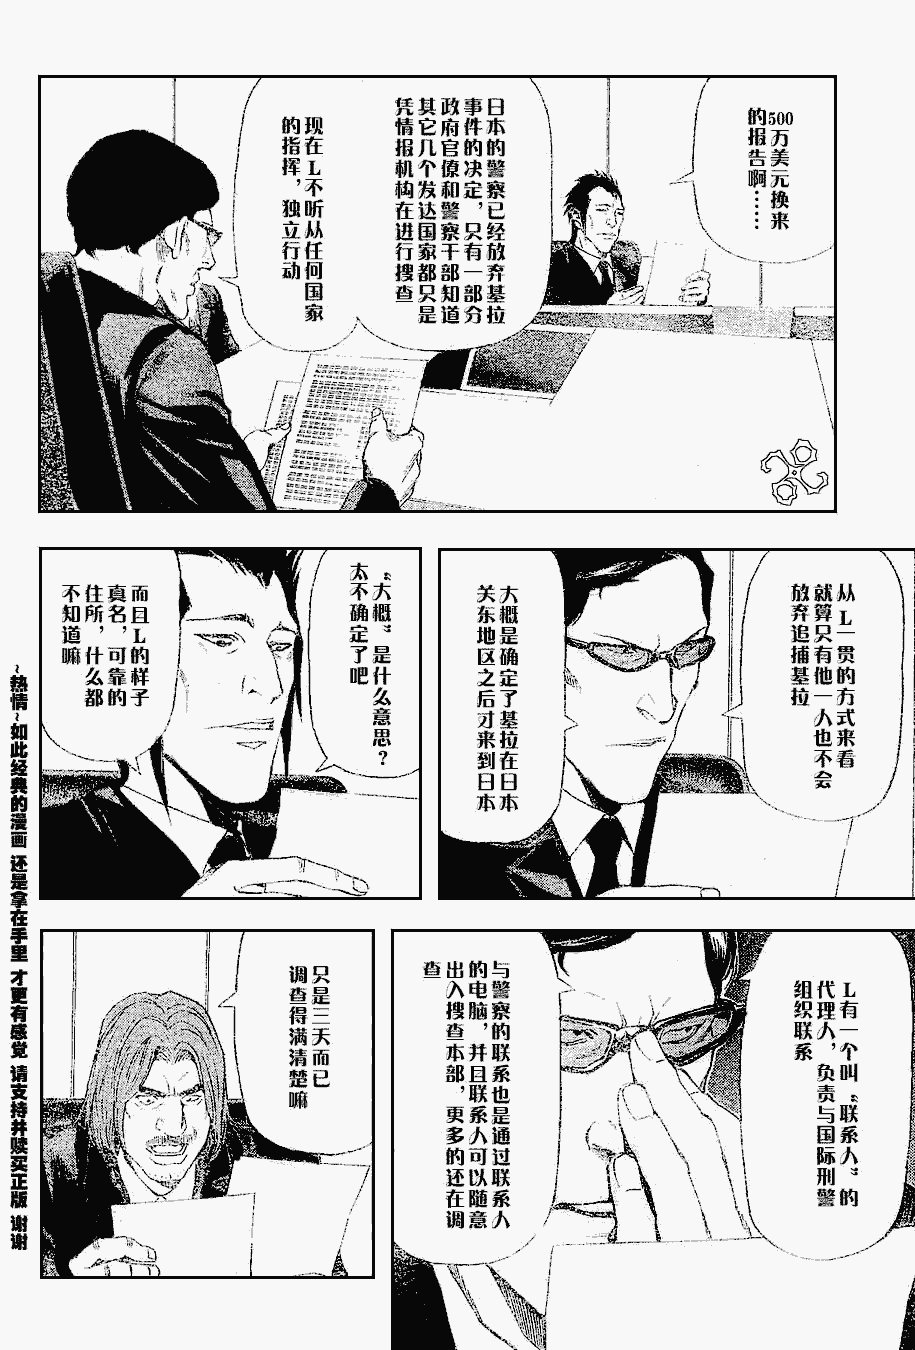 500万美元换来
的报告啊……
日本的警察已经放弃基拉
事件的决定，只有一部分
政府官僚和警察干部知道
其它几个发达国家都只是
凭情报机构在进行搜查
现在L不听从任何国家
的指挥，独立行动
从L一贯的方式来看
就算只有他一人也不会
放弃追捕基拉
大概是确定了基拉在日本
关东地区之后才来到日本
“大概”是什么意思？
太不确定了吧
而且L的样子
真名，可靠的
住所，什么都
不知道嘛
L有一个叫“联系人”的
代理人，负责与国际刑警
组织联系
与警察的联系也是通过联系人
的电脑，并且联系人可以随意
出入搜查本部，更多的还在调
查
只是三天而已
调查得满清楚嘛
~热情~如此经典的漫画 还是拿在手里 才更有感觉 请支持并赎买正版 谢谢